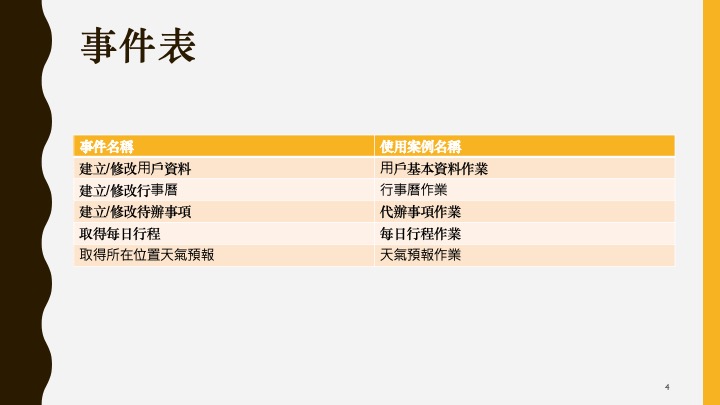 事件表
事件名稱 使用案例名稱
建立/修改用戶資料 用戶基本資料作業
建立/修改行事曆 行事曆作業
建立/修改待辦事項 代辦事項作業
取得每日行程 每日行程作業
取得所在位置天氣預報 天氣預報作業
4